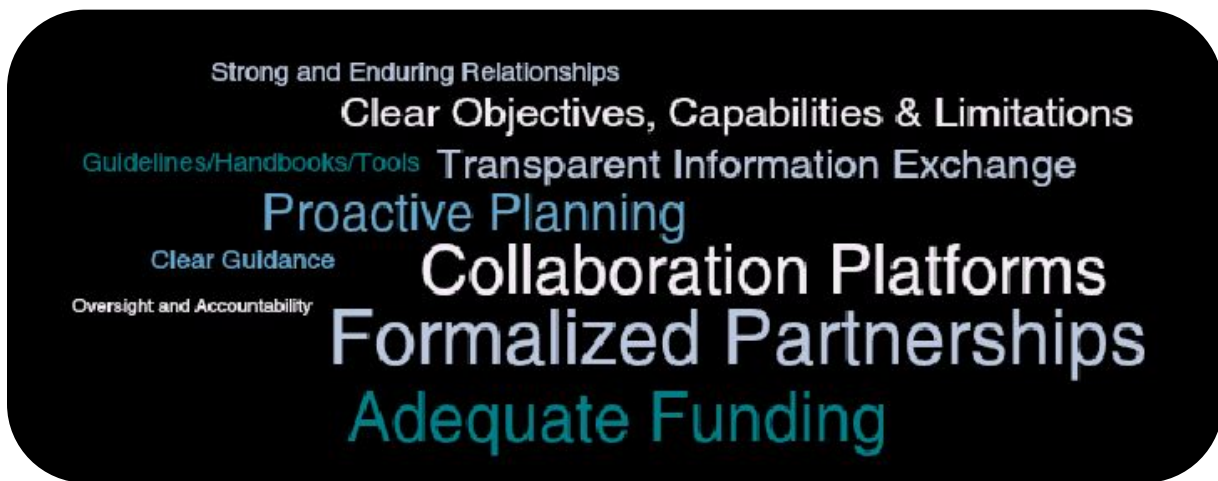 Strong and Enduring Relationships
Clear Objectives, Capabilities & Limitations
Guidelines/Handbooks/Tools
Transparent Information Exchange
Proactive Planning
Clear Guidance
Collaboration Platforms
Oversight and Accountability
Formalized Partnerships
Adequate Funding